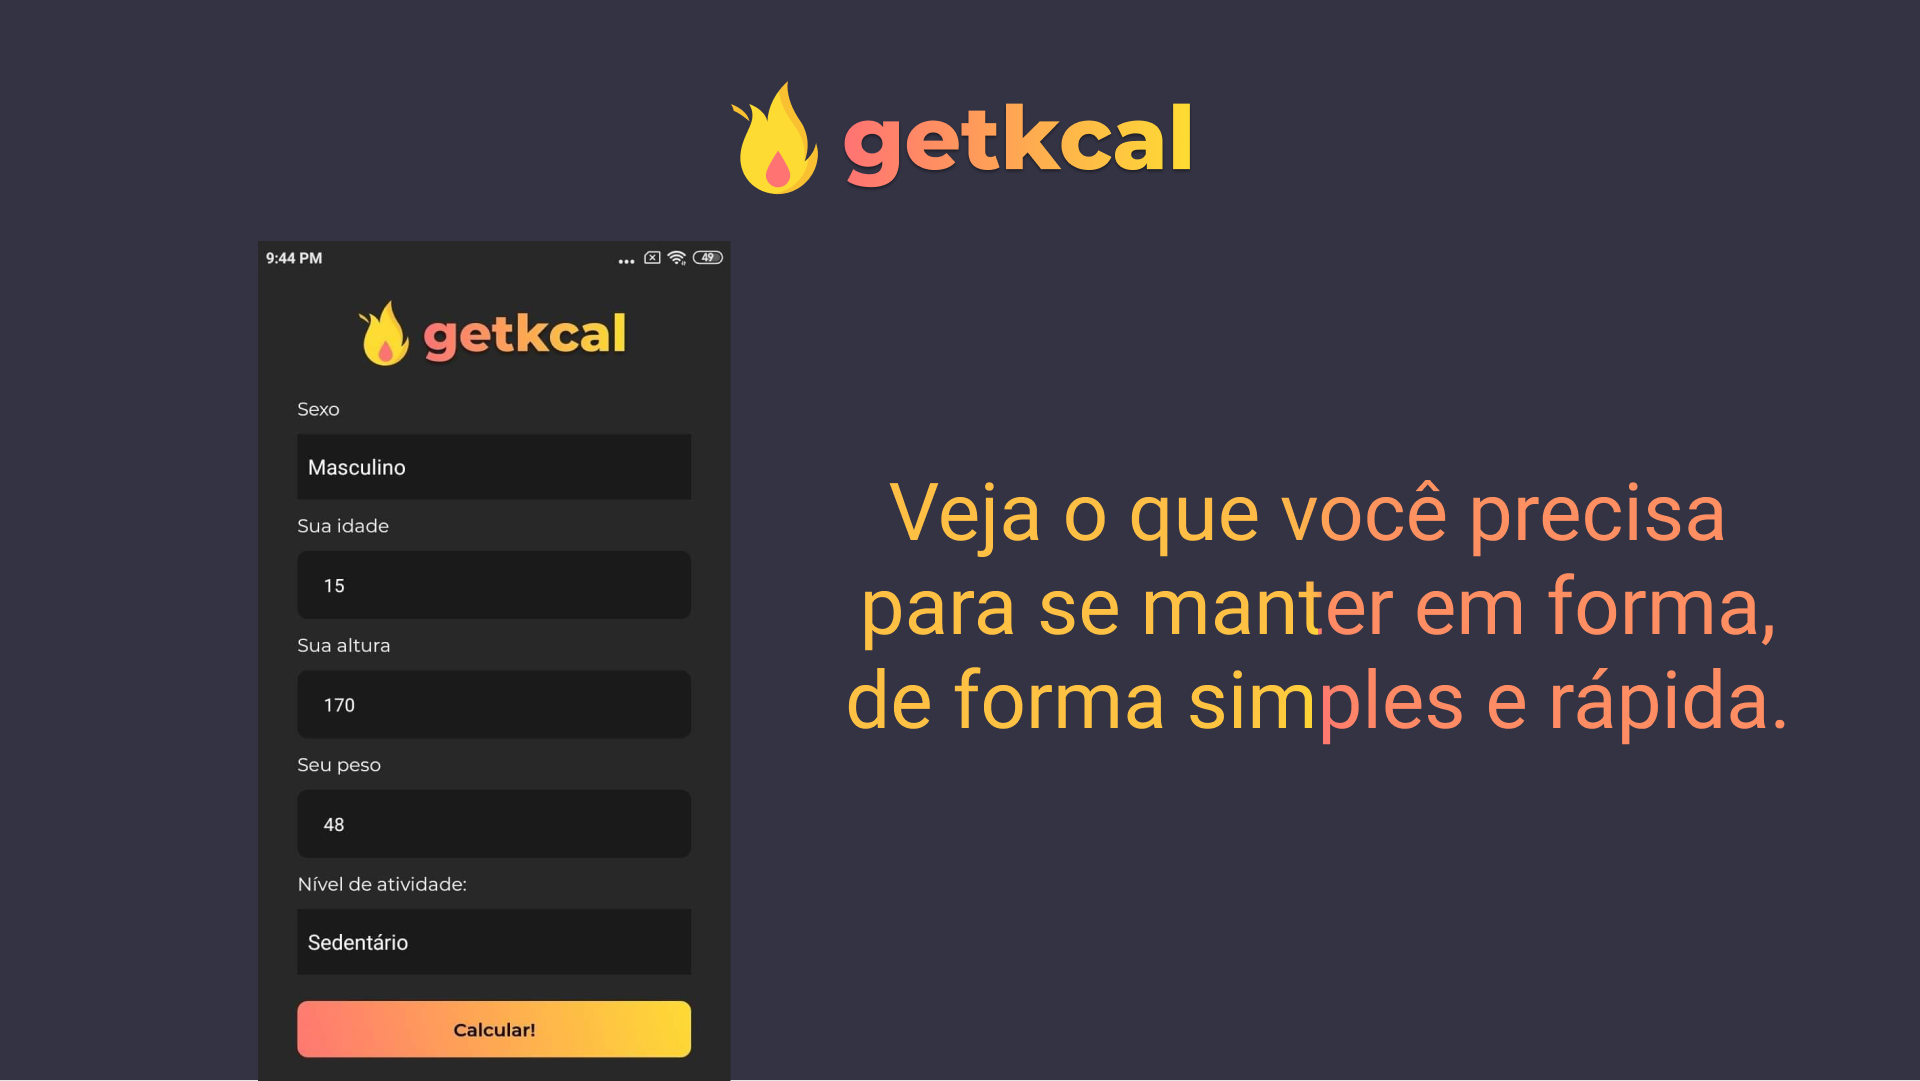 getkcal
9:44 PM
49
getkcal
Sexo
Masculino
Sua idade
15
Sua altura
170
Seu peso
48
Nível de atividade:
Sedentário
Calcular!
Veja o que você precisa
para se manter em forma,
de forma simples e rápida.